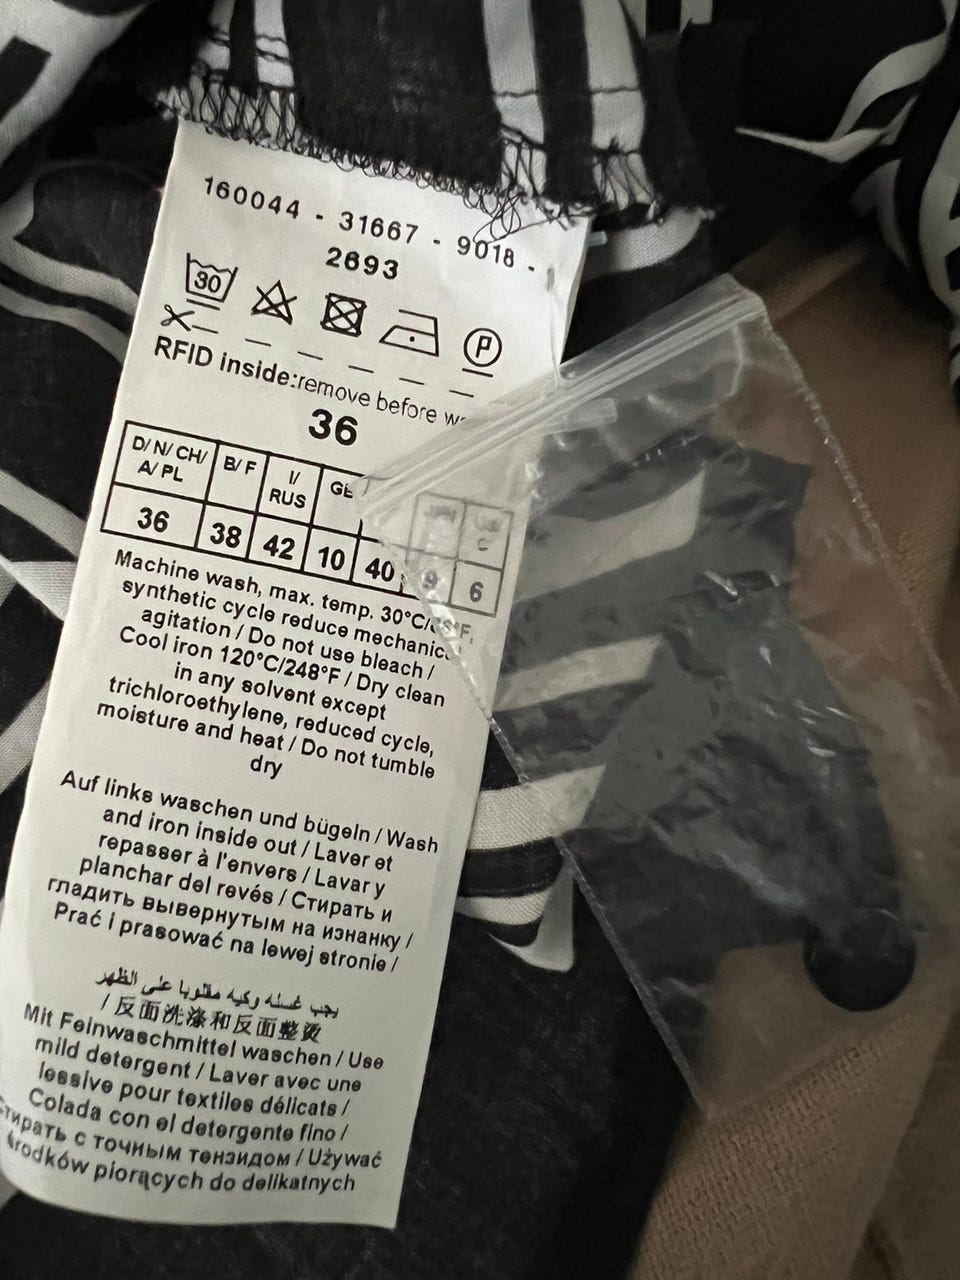 160044 - 31667 - 9018 -
2693
30
P
RFID inside:remove before
36
D/ N/ CH/ A/ PL B/ F I/ RUS
36 38 42 10 40 9 6
Machine wash, max. temp. 30°C/
synthetic cycle reduce
agitation / Do not use bleach /
Cool iron 120°C/248°F / Dry clean
in any solvent except
trichloroethylene, reduced cycle,
moisture and heat / Do not tumble
dry
Auf links waschen und bügeln / Wash
and iron inside out / Laver et
repasser à l'envers / Lavar y
planchar del revés / Стирать и
гладить вывернутым на изнанку /
Prać i prasować na lewej stronie /
يجب غسله وكيه مقلوبا على الظهر
/ 反面洗涤和反面整烫
Mit Feinwaschmittel waschen / Use
mild detergent / Laver avec une
lessive pour textiles délicats /
Colada con el detergente fino /
Стирать с точным тензидом / Używać
środków piorących do delikatnych